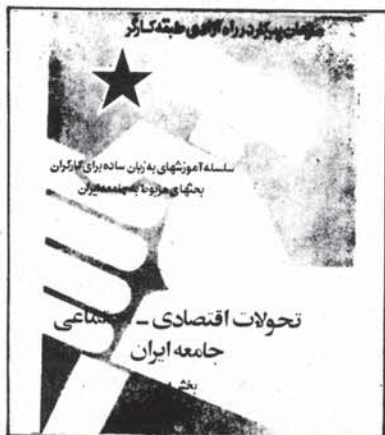 سازمان پیکار در راه آزادی طبقه کارگر
سلسله آموزشهای به زبان ساده برای کارگران
بحثهای مربوط به جامعه ایران
تحولات اقتصادی - اجتماعی
جامعه ایران
بخش